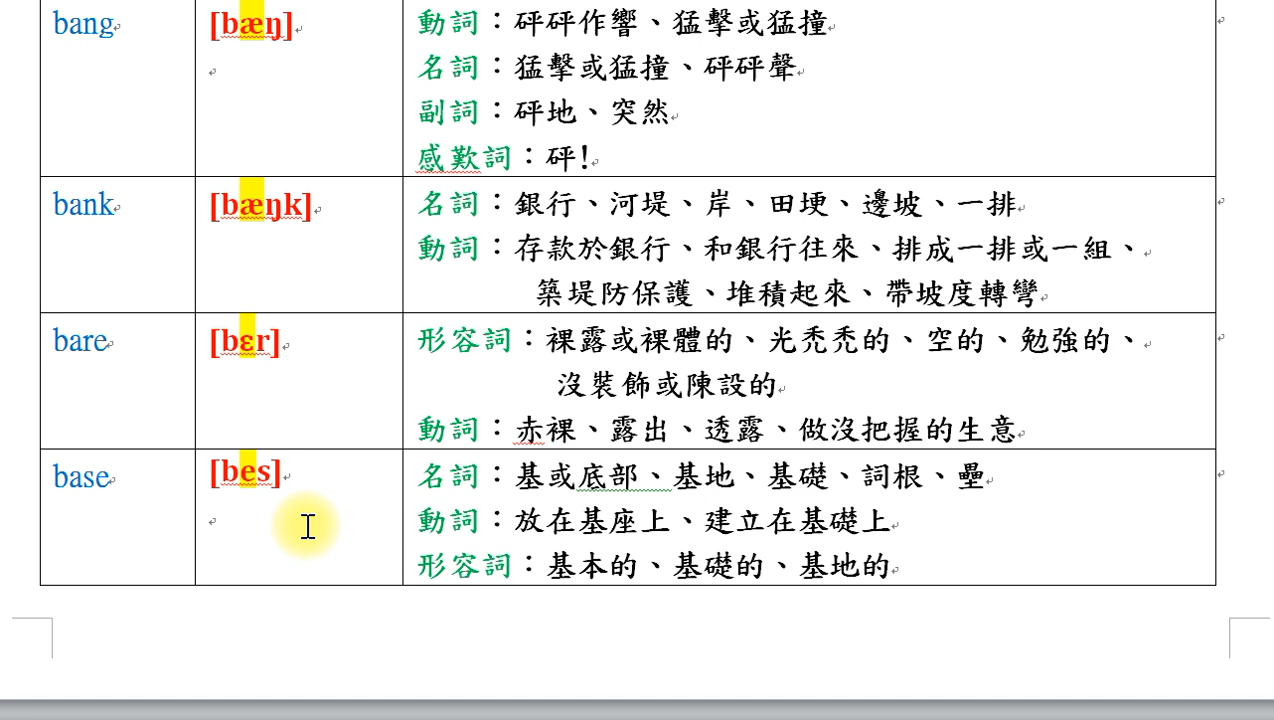 bang [bæŋ] 動詞：砰砰作響、猛擊或猛撞
名詞：猛擊或猛撞、砰砰聲
副詞：砰地、突然
感歎詞：砰!
bank [bæŋk] 名詞：銀行、河堤、岸、田埂、邊坡、一排
動詞：存款於銀行、和銀行往來、排成一排或一組、
築堤防保護、堆積起來、帶坡度轉彎
bare [bɛr] 形容詞：裸露或裸體的、光禿禿的、空的、勉強的、
沒裝飾或陳設的
動詞：赤裸、露出、透露、做沒把握的生意
base [bes] 名詞：基或底部、基地、基礎、詞根、壘
動詞：放在基座上、建立在基礎上
形容詞：基本的、基礎的、基地的